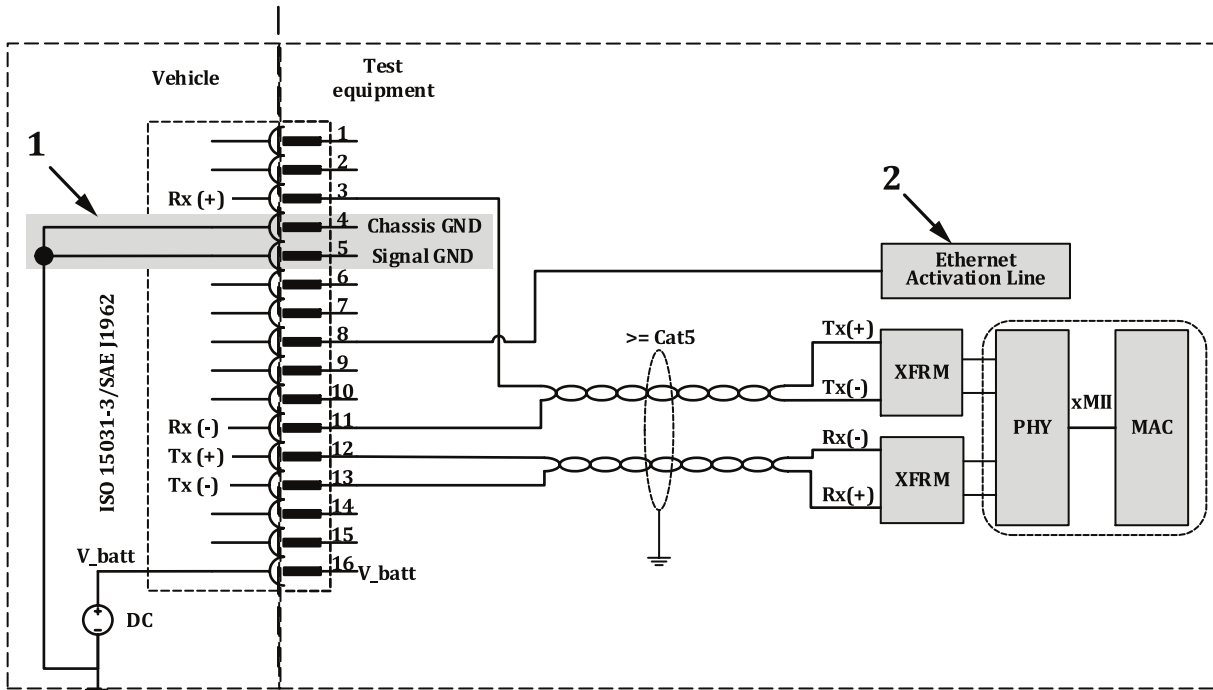 Vehicle
Test
equipment
1
1
2
Rx (+)
3
4
Chassis GND
5
Signal GND
6
7
8
9
10
Rx (-)
11
Tx (+)
12
Tx (-)
13
14
15
V_batt
16
V_batt
DC
ISO 15031-3/SAE J1962
2
Ethernet
Activation Line
>= Cat5
Tx(+)
Tx(-)
XFRM
Rx(-)
Rx(+)
XFRM
PHY
xMII
MAC